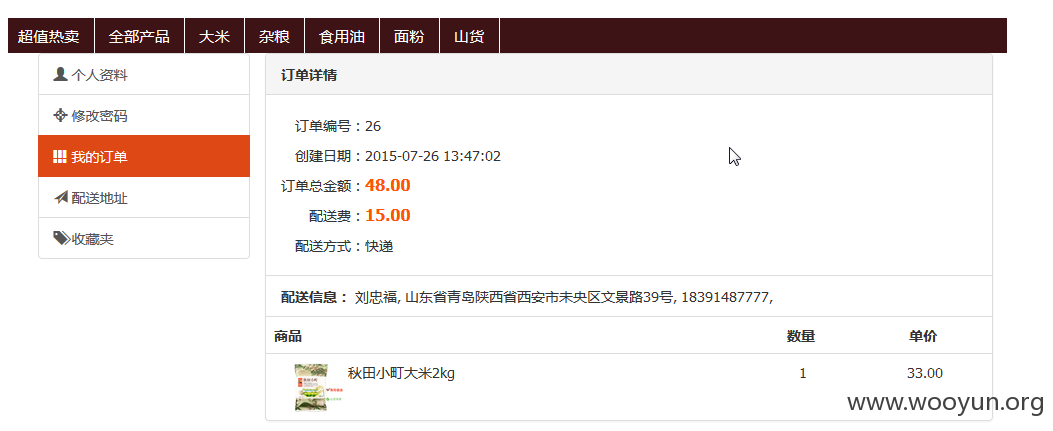 超值热卖 全部产品 大米 杂粮 食用油 面粉 山货
个人资料
修改密码
我的订单
配送地址
收藏夹
订单详情
订单编号：26
创建日期：2015-07-26 13:47:02
订单总金额：48.00
配送费：15.00
配送方式：快递
配送信息： 刘忠福, 山东省青岛陕西省西安市未央区文景路39号, 18391487777,
商品 数量 单价
秋田小町大米2kg 1 33.00
www.wooyun.org